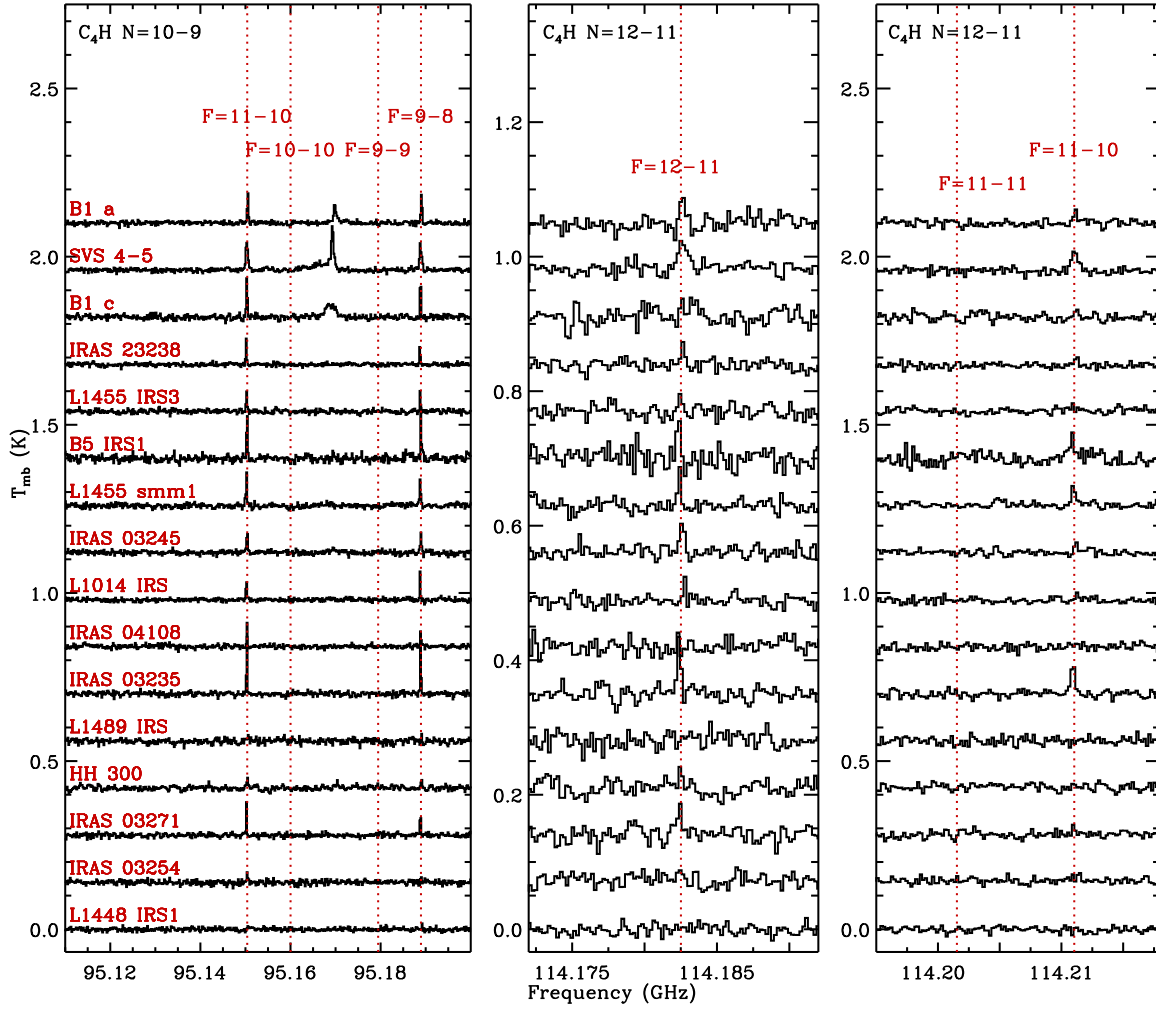 C4H N=10-9
C4H N=12-11
C4H N=12-11
F=11-10
F=9-8
F=10-10
F=9-9
F=12-11
F=11-10
F=11-11
B1 a
SVS 4-5
B1 c
IRAS 23238
L1455 IRS3
B5 IRS1
L1455 smm1
IRAS 03245
L1014 IRS
IRAS 04108
IRAS 03235
L1489 IRS
HH 300
IRAS 03271
IRAS 03254
L1448 IRS1
Tmb (K)
2.5
2.0
1.5
1.0
0.5
0.0
1.2
1.0
0.8
0.6
0.4
0.2
0.0
2.5
2.0
1.5
1.0
0.5
0.0
95.12
95.14
95.16
95.18
114.175
114.185
114.20
114.21
Frequency (GHz)